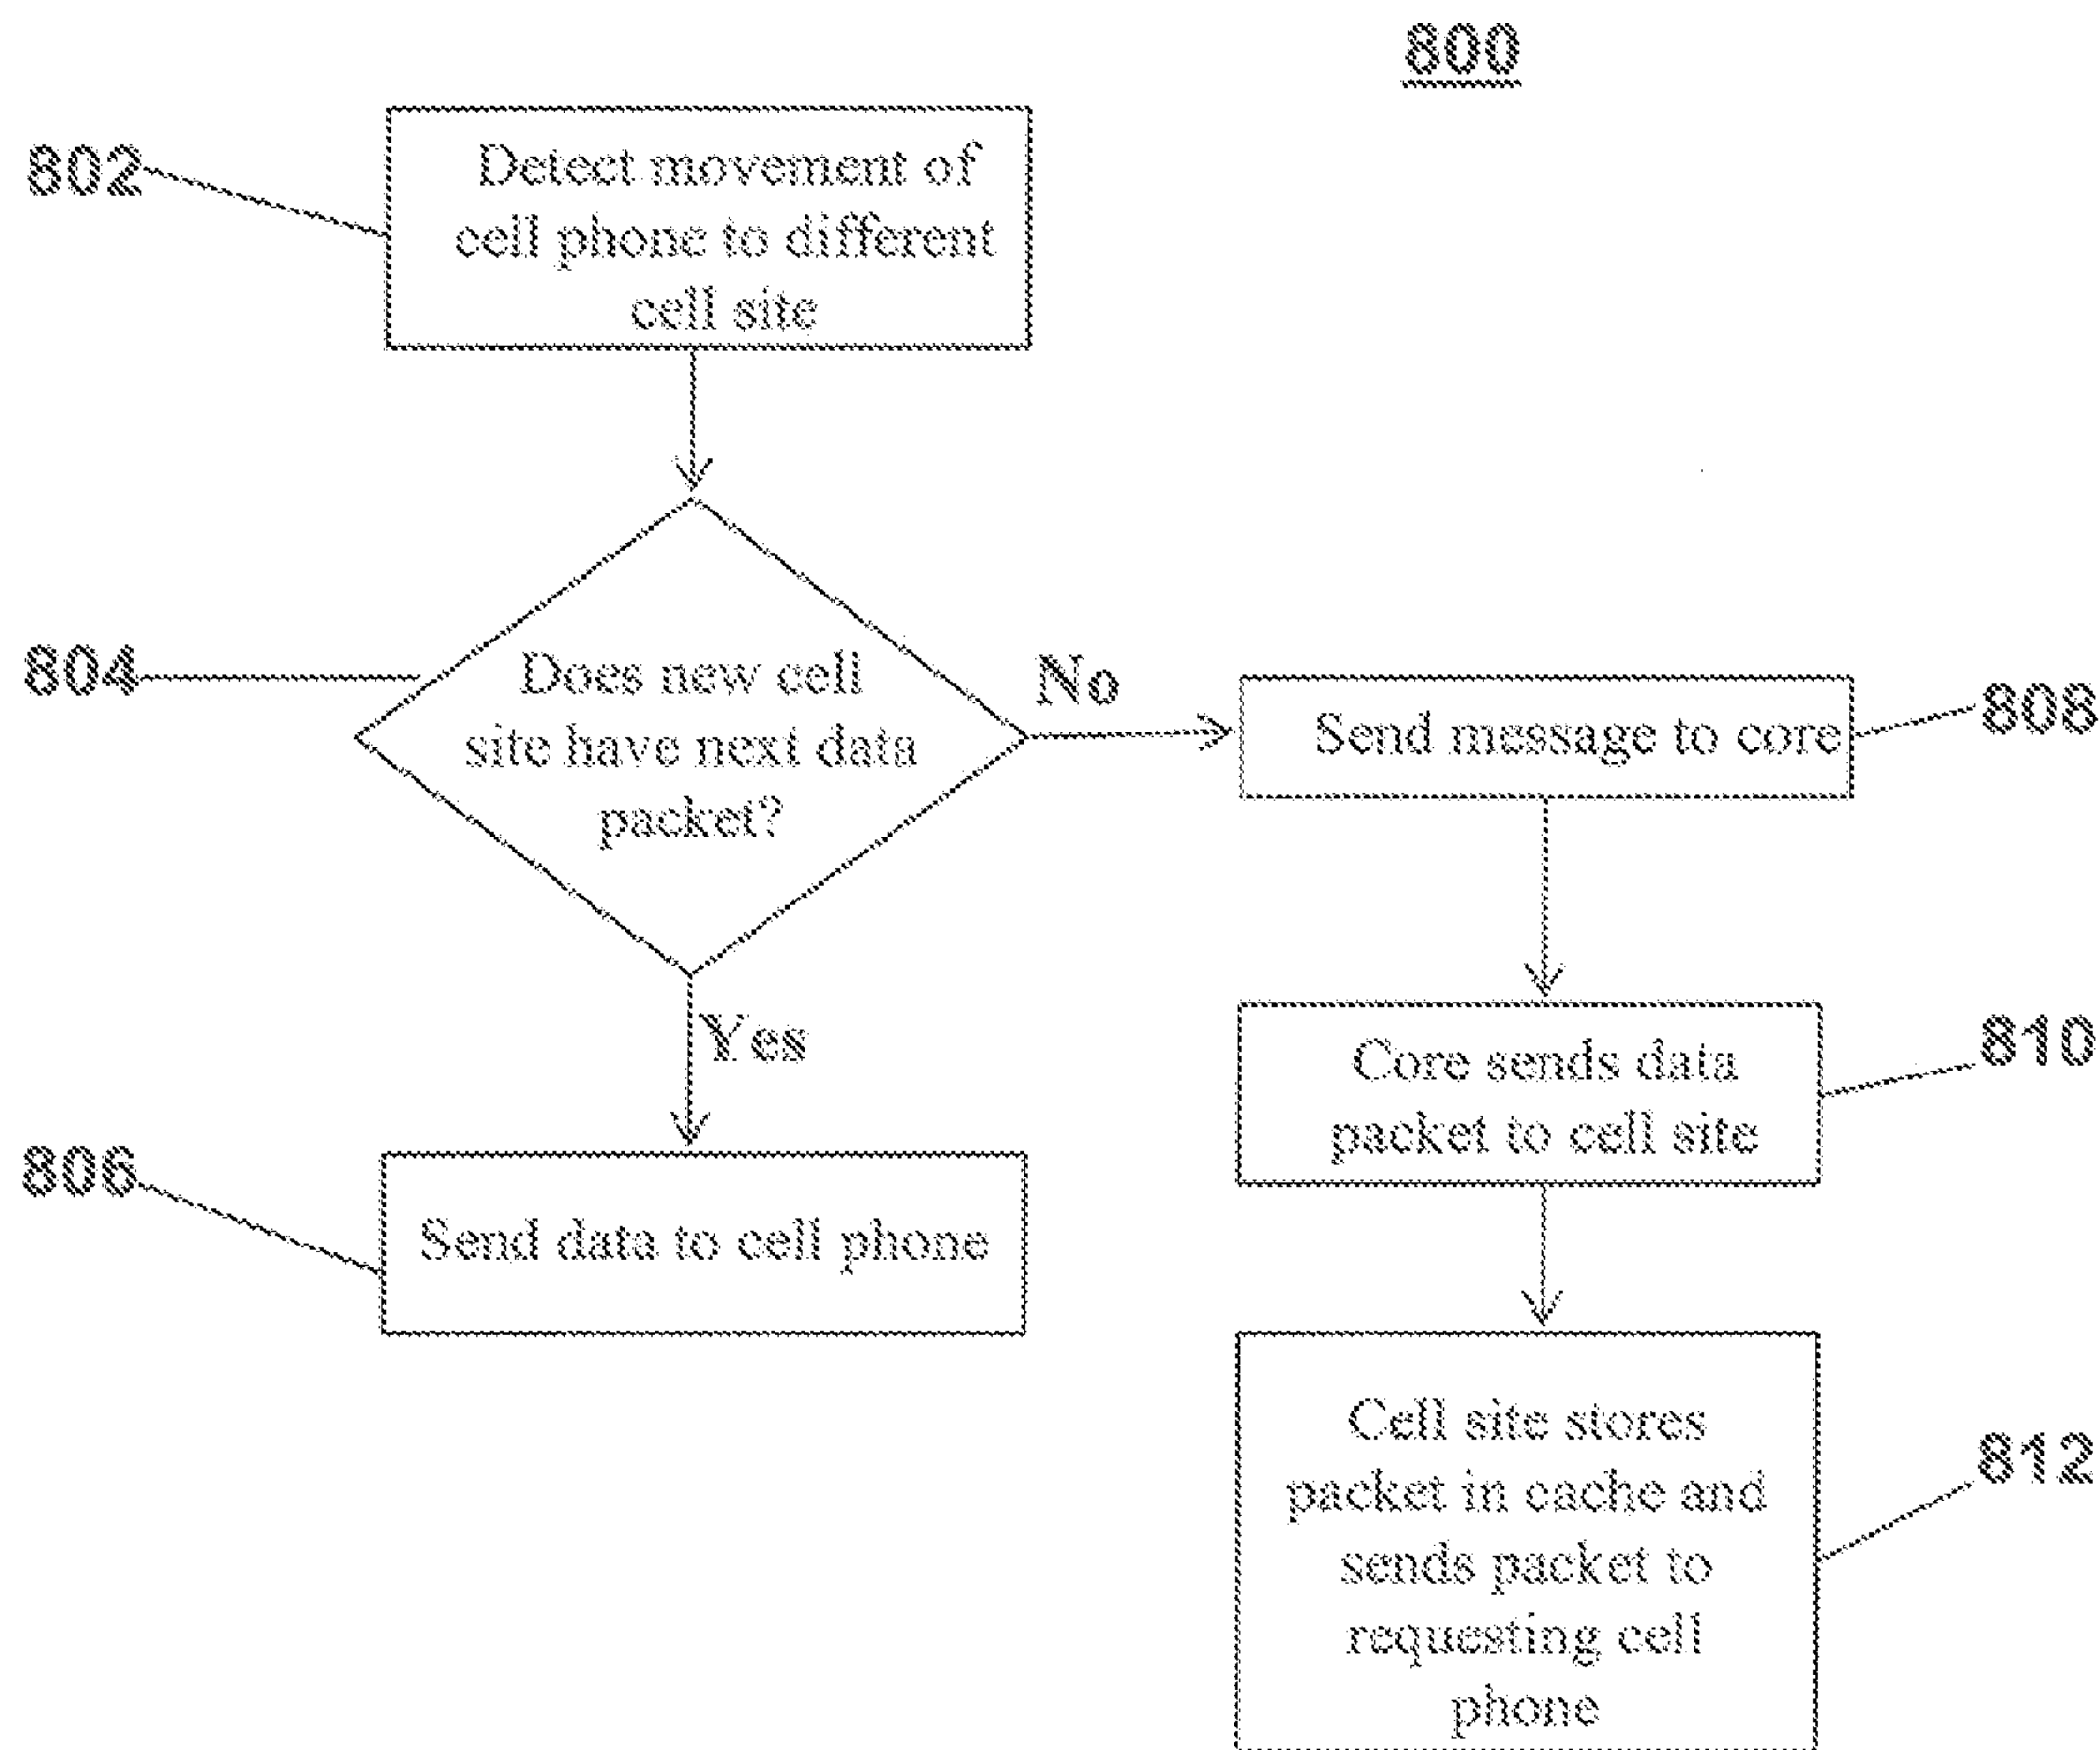 800
802
Detect movement of
cell phone to different
cell site
804
Does new cell
site have next data
packet?
No
Send message to core
808
Yes
Core sends data
packet to cell site
810
806
Send data to cell phone
Cell site stores
packet in cache and
sends packet to
requesting cell
phone
812